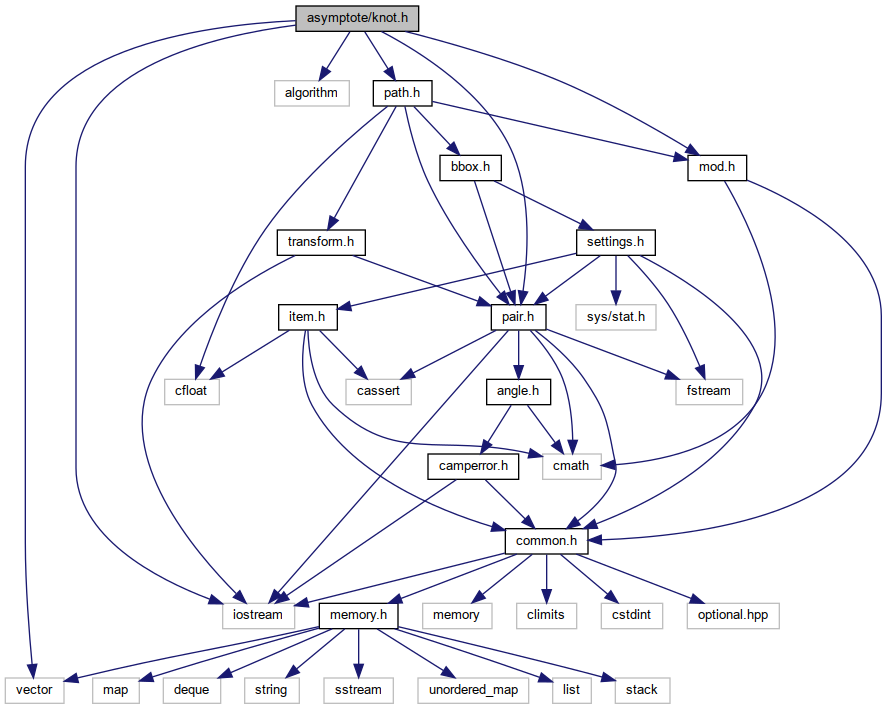 asymptote/knot.h
algorithm
path.h
bbox.h
mod.h
transform.h
settings.h
item.h
pair.h
sys/stat.h
cfloat
cassert
angle.h
fstream
camperror.h
cmath
common.h
iostream
memory.h
memory
climits
cstdint
optional.hpp
vector
map
deque
string
sstream
unordered_map
list
stack